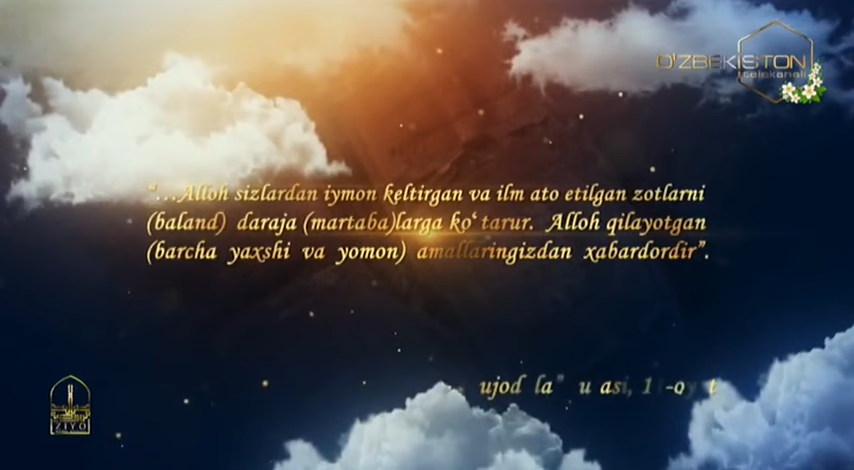 O'ZBEKISTON
telekanali
“...Alloh sizlardan iymon keltirgan va ilm ato etilgan zotlarni
(baland) daraja (martaba)larga ko‘tarur. Alloh qilayotgan
(barcha yaxshi va yomon) amallaringizdan xabardordir”.
ZIYO